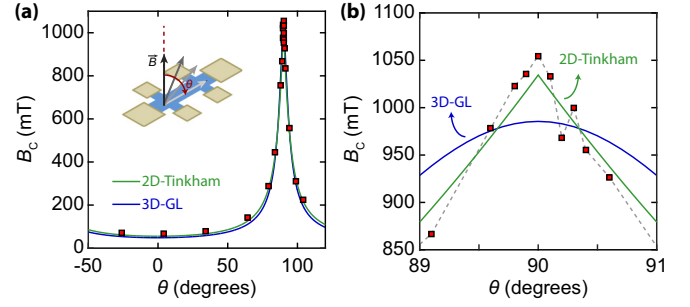 (a)
1000
800
600
400
200
0
B_c (mT)
B
θ
2D-Tinkham
3D-GL
-50
0
50
100
θ (degrees)
(b)
1100
1050
1000
950
900
850
B_c (mT)
2D-Tinkham
3D-GL
89
90
91
θ (degrees)